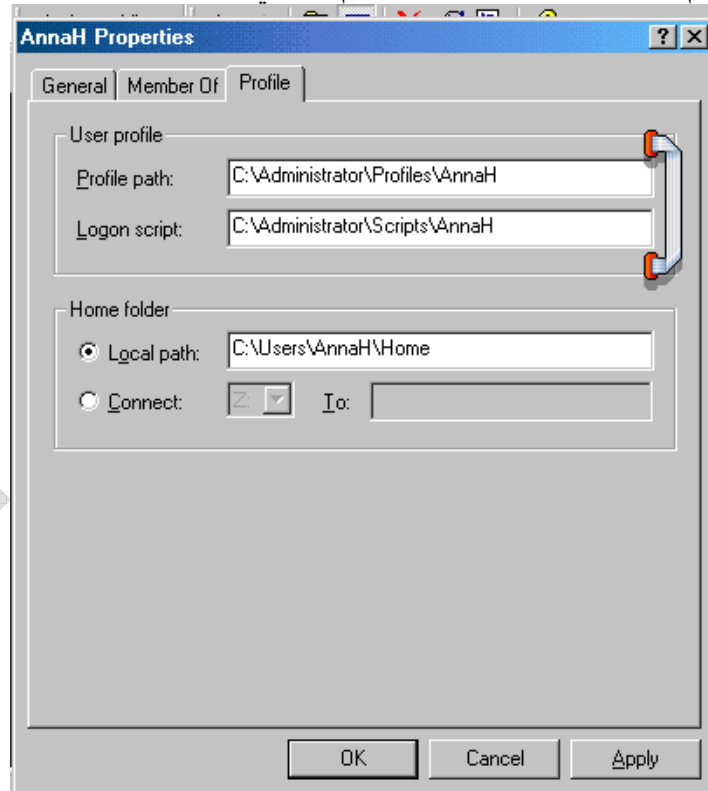 AnnaH Properties
General Member Of Profile
User profile
Profile path: C:\Administrator\Profiles\AnnaH
Logon script: C:\Administrator\Scripts\AnnaH
Home folder
Local path: C:\Users\AnnaH\Home
Connect: Z: To:
OK Cancel Apply